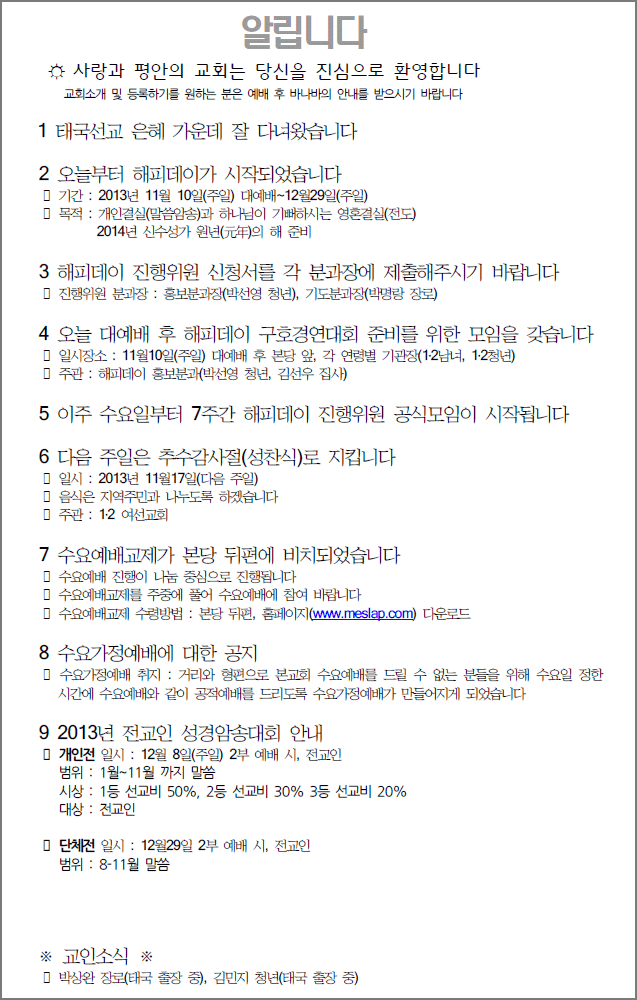 알립니다
☼ 사랑과 평안의 교회는 당신을 진심으로 환영합니다
교회소개 및 등록하기를 원하는 분은 예배 후 바나바의 안내를 받으시기 바랍니다
1 태국선교 은혜 가운데 잘 다녀왔습니다
2 오늘부터 해피데이가 시작되었습니다
▯ 기간 : 2013년 11월 10일(주일) 대예배~12월29일(주일)
▯ 목적 : 개인결실(말씀암송)과 하나님이 기뻐하시는 영혼결실(전도)
2014년 신수성가 원년(元年)의 해 준비
3 해피데이 진행위원 신청서를 각 분과장에 제출해주시기 바랍니다
▯ 진행위원 분과장 : 홍보분과장(박선영 청년), 기도분과장(박명랑 장로)
4 오늘 대예배 후 해피데이 구호경연대회 준비를 위한 모임을 갖습니다
▯ 일시장소 : 11월10일(주일) 대예배 후 본당 앞, 각 연령별 기관장(1·2남녀, 1·2청년)
▯ 주관 : 해피데이 홍보분과(박선영 청년, 김선우 집사)
5 이주 수요일부터 7주간 해피데이 진행위원 공식모임이 시작됩니다
6 다음 주일은 추수감사절(성찬식)로 지킵니다
▯ 일시 : 2013년 11월17일(다음 주일)
▯ 음식은 지역주민과 나누도록 하겠습니다
▯ 주관 : 1·2 여선교회
7 수요예배교제가 본당 뒤편에 비치되었습니다
▯ 수요예배 진행이 나눔 중심으로 진행됩니다
▯ 수요예배교제를 주중에 풀어 수요예배에 참여 바랍니다
▯ 수요예배교제 수령방법 : 본당 뒤편, 홈페이지(www.meslap.com) 다운로드
8 수요가정예배에 대한 공지
▯ 수요가정예배 취지 : 거리와 형편으로 본교회 수요예배를 드릴 수 없는 분들을 위해 수요일 정한
시간에 수요예배와 같이 공적예배를 드리도록 수요가정예배가 만들어지게 되었습니다
9 2013년 전교인 성경암송대회 안내
▯ 개인전 일시 : 12월 8일(주일) 2부 예배 시, 전교인
범위 : 1월~11월 까지 말씀
시상 : 1등 선교비 50%, 2등 선교비 30% 3등 선교비 20%
대상 : 전교인
▯ 단체전 일시 : 12월29일 2부 예배 시, 전교인
범위 : 8-11월 말씀
※ 교인소식 ※
▯ 박상완 장로(태국 출장 중), 김민지 청년(태국 출장 중)